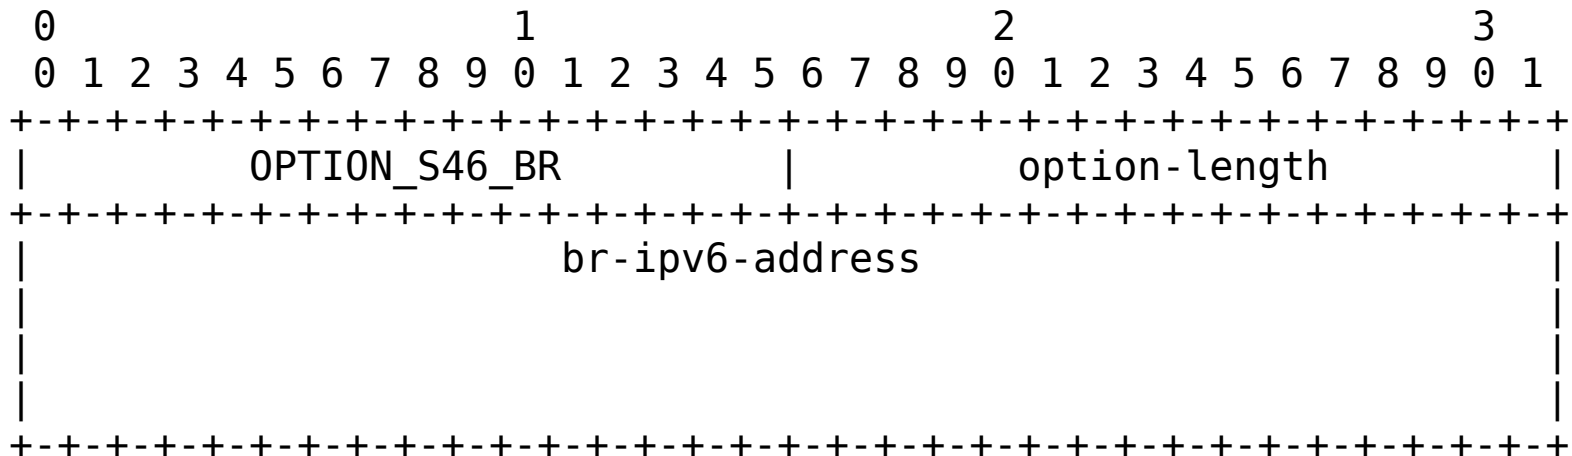 0                   1                   2                   3
 0 1 2 3 4 5 6 7 8 9 0 1 2 3 4 5 6 7 8 9 0 1 2 3 4 5 6 7 8 9 0 1
+-+-+-+-+-+-+-+-+-+-+-+-+-+-+-+-+-+-+-+-+-+-+-+-+-+-+-+-+-+-+-+-+
|         OPTION_S46_BR         |         option-length         |
+-+-+-+-+-+-+-+-+-+-+-+-+-+-+-+-+-+-+-+-+-+-+-+-+-+-+-+-+-+-+-+-+
|                      br-ipv6-address                          |
|                                                               |
|                                                               |
|                                                               |
+-+-+-+-+-+-+-+-+-+-+-+-+-+-+-+-+-+-+-+-+-+-+-+-+-+-+-+-+-+-+-+-+